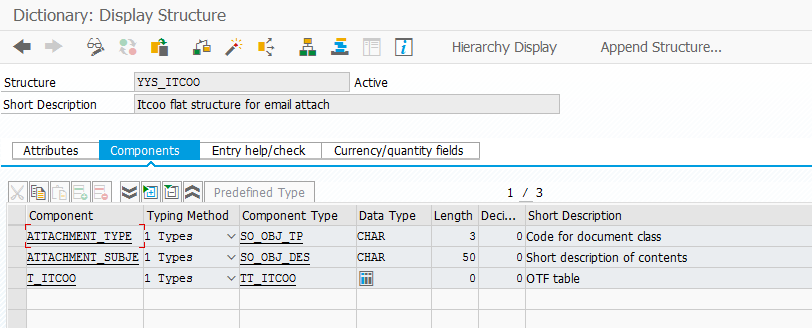 Dictionary: Display Structure
Hierarchy Display Append Structure...
Structure YYS_ITCOO Active
Short Description Itcoo flat structure for email attach
Attributes Components Entry help/check Currency/quantity fields
Predefined Type 1 / 3
Component Typing Method Component Type Data Type Length Deci... Short Description
ATTACHMENT_TYPE 1 Types SO_OBJ_TP CHAR 3 0 Code for document class
ATTACHMENT_SUBJE 1 Types SO_OBJ_DES CHAR 50 0 Short description of contents
T_ITCOO 1 Types TT_ITCOO 0 0 OTF table